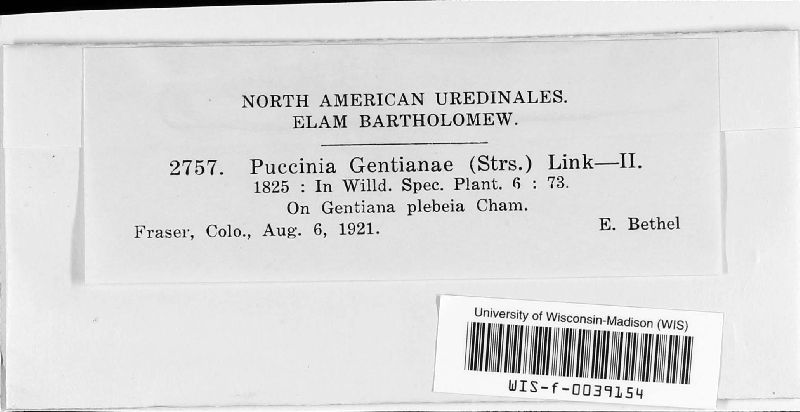 NORTH AMERICAN UREDINALES.
ELAM BARTHOLOMEW.
2757. Puccinia Gentianae (Strs.) Link—II.
1825 : In Willd. Spec. Plant. 6 : 73.
On Gentiana plebeia Cham.
Fraser, Colo., Aug. 6, 1921. E. Bethel
University of Wisconsin-Madison (WIS)
WIS-f-0039154